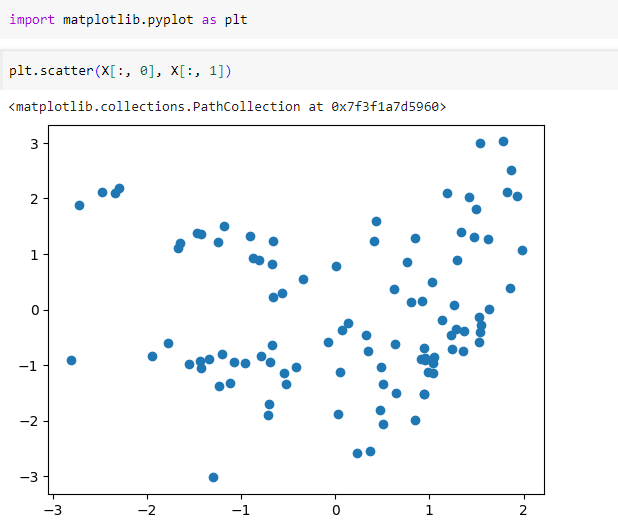 import matplotlib.pyplot as plt
plt.scatter(X[:, 0], X[:, 1])
<matplotlib.collections.PathCollection at 0x7f3f1a7d5960>
3
2
1
0
−1
−2
−3
−3 −2 −1 0 1 2